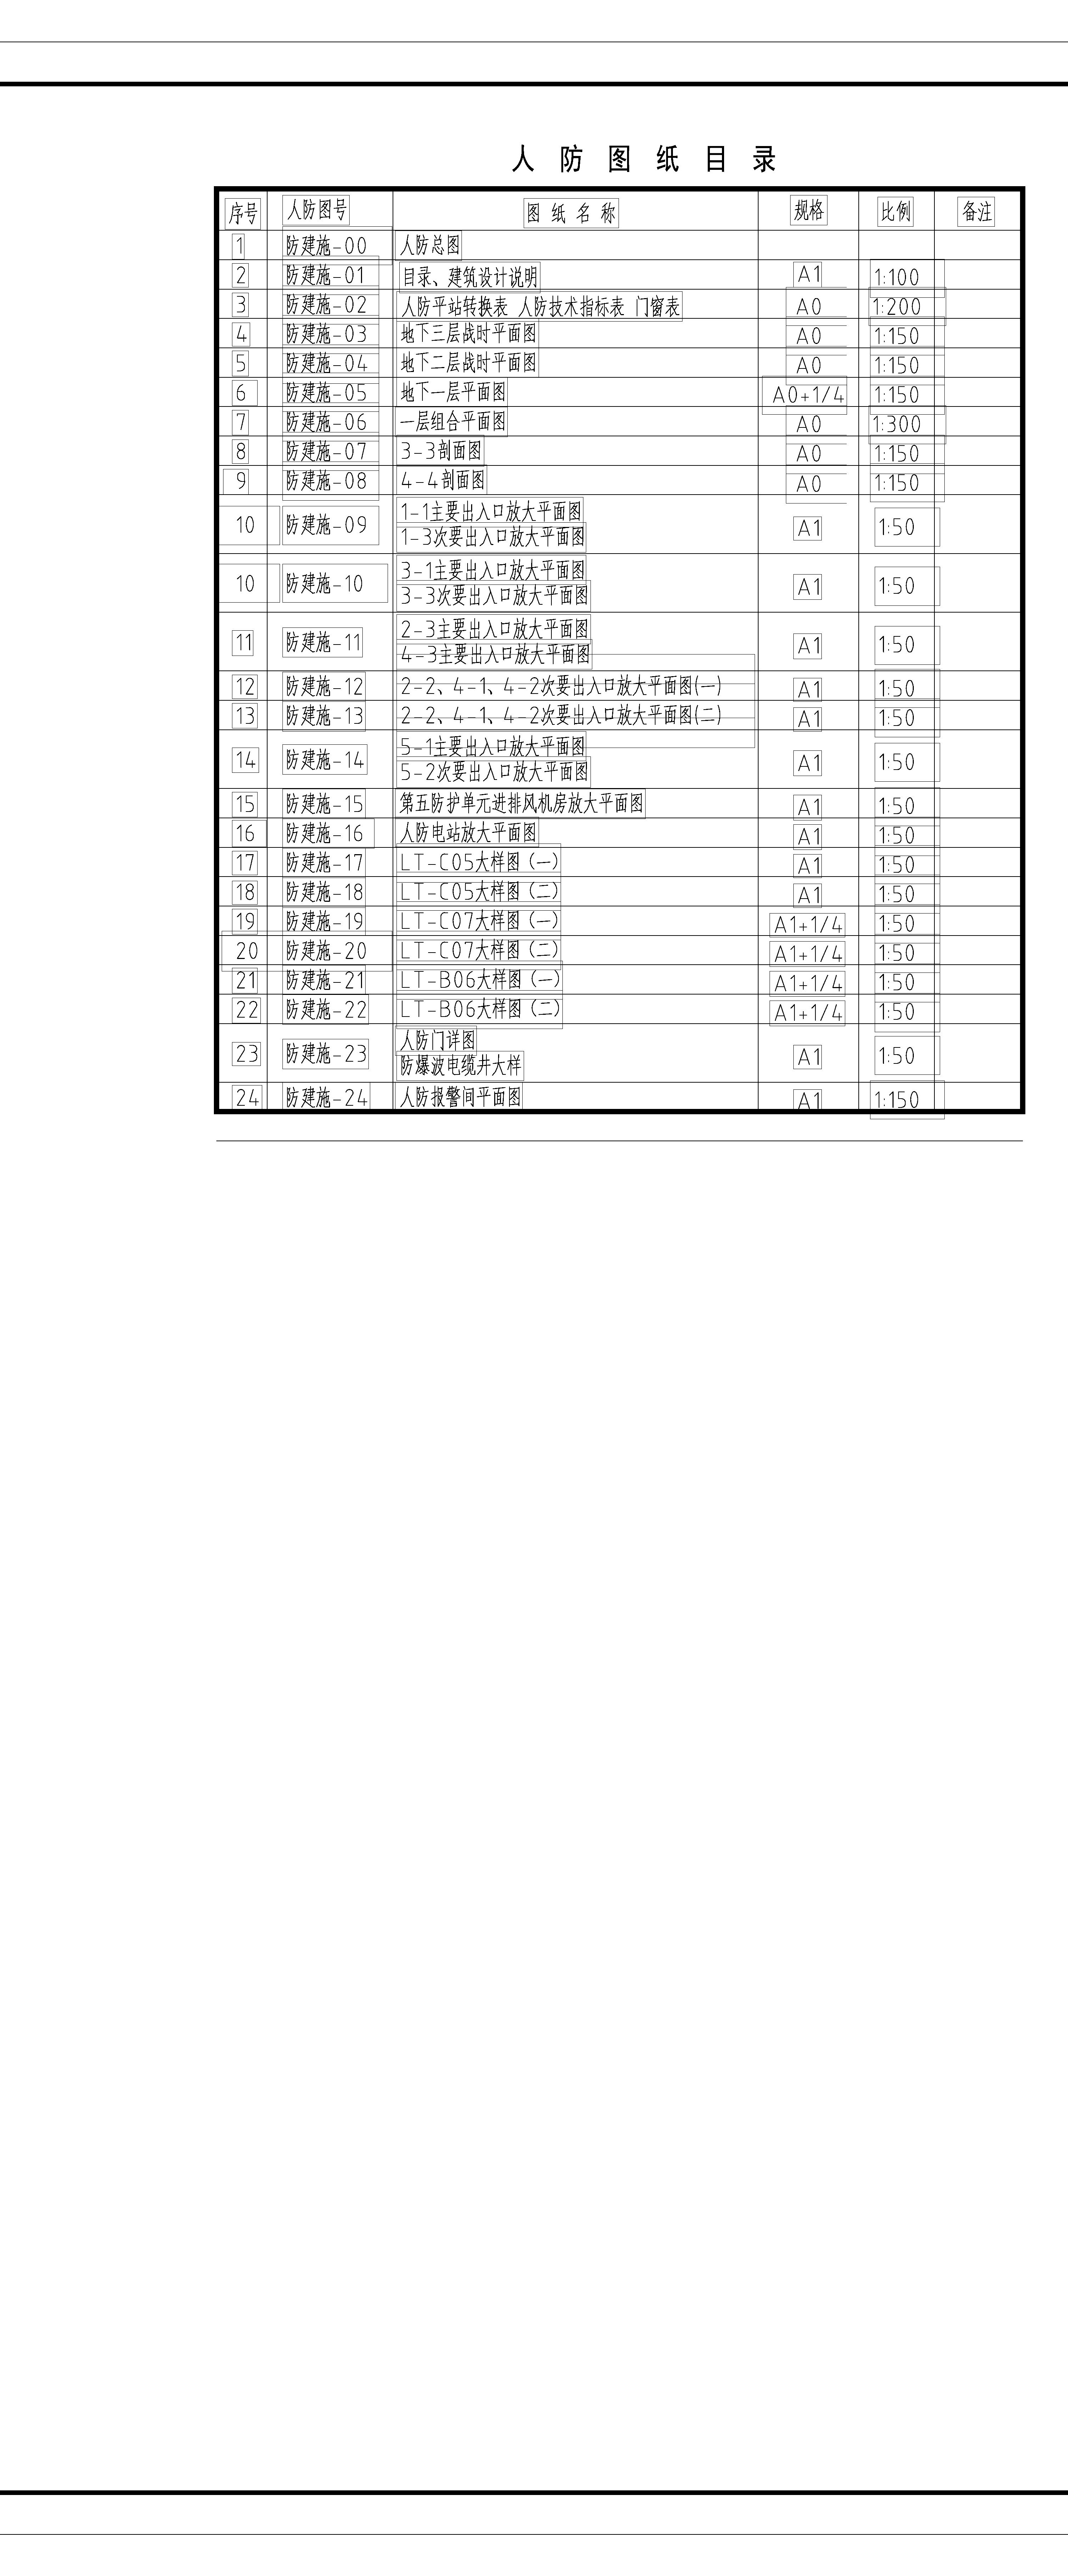 人防图纸目录
序号 人防图号 图纸名称 规格 比例 备注
1 防建施-00 人防总图
2 防建施-01 目录、建筑设计说明 A1 1:100
3 防建施-02 人防平站转换表 人防技术指标表 门窗表 A0 1:200
4 防建施-03 地下三层战时平面图 A0 1:150
5 防建施-04 地下二层战时平面图 A0 1:150
6 防建施-05 地下一层平面图 A0+1/4 1:150
7 防建施-06 一层组合平面图 A0 1:300
8 防建施-07 3-3剖面图 A0 1:150
9 防建施-08 4-4剖面图 A0 1:150
10 防建施-09 1-1主要出入口放大平面图 A1 1:50
1-3次要出入口放大平面图
10 防建施-10 3-1主要出入口放大平面图 A1 1:50
3-3次要出入口放大平面图
11 防建施-11 2-3主要出入口放大平面图 A1 1:50
4-3主要出入口放大平面图
12 防建施-12 2-2、4-1、4-2次要出入口放大平面图(一) A1 1:50
13 防建施-13 2-2、4-1、4-2次要出入口放大平面图(二) A1 1:50
14 防建施-14 5-1主要出入口放大平面图 A1 1:50
5-2次要出入口放大平面图
15 防建施-15 第五防护单元进排风机房放大平面图 A1 1:50
16 防建施-16 人防电站放大平面图 A1 1:50
17 防建施-17 LT-C05大样图（一） A1 1:50
18 防建施-18 LT-C05大样图（二） A1 1:50
19 防建施-19 LT-C07大样图（一） A1+1/4 1:50
20 防建施-20 LT-C07大样图（二） A1+1/4 1:50
21 防建施-21 LT-B06大样图（一） A1+1/4 1:50
22 防建施-22 LT-B06大样图（二） A1+1/4 1:50
23 防建施-23 人防门详图 A1 1:50
防爆波电缆井大样
24 防建施-24 人防报警间平面图 A1 1:150